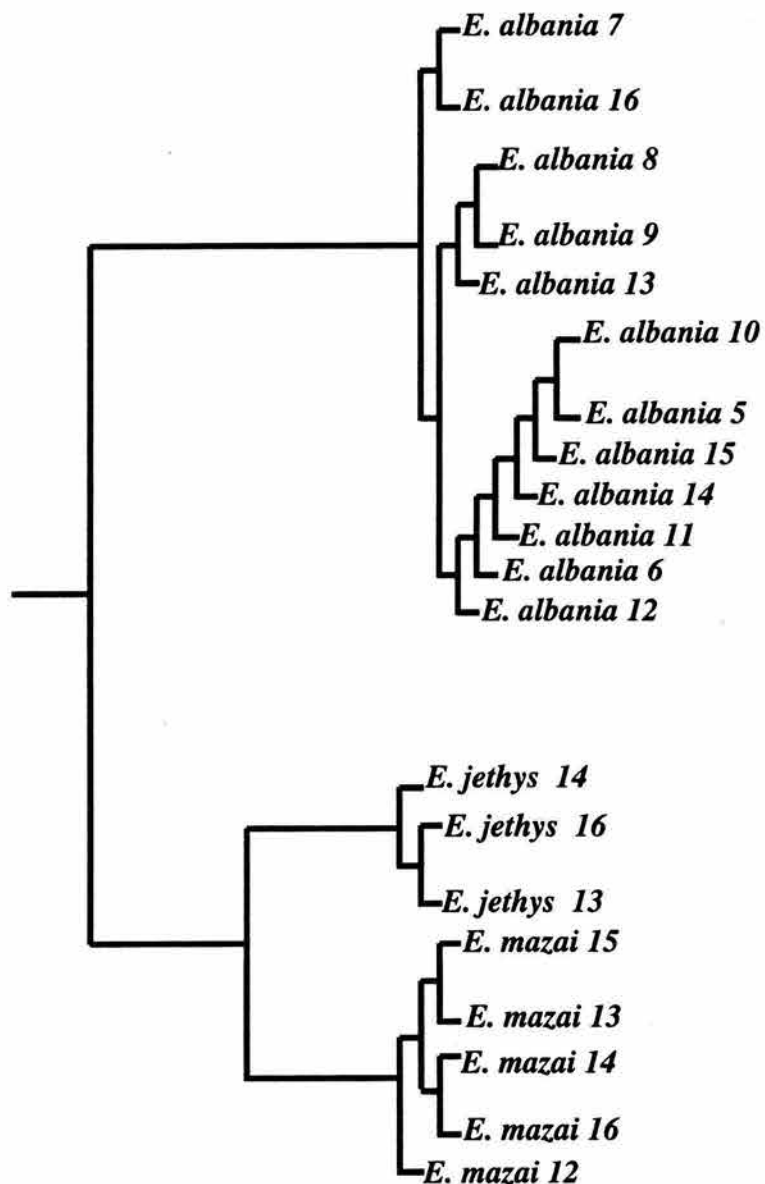 E. albania 7
E. albania 16
E. albania 8
E. albania 9
E. albania 13
E. albania 10
E. albania 5
E. albania 15
E. albania 14
E. albania 11
E. albania 6
E. albania 12
E. jethys 14
E. jethys 16
E. jethys 13
E. mazai 15
E. mazai 13
E. mazai 14
E. mazai 16
E. mazai 12